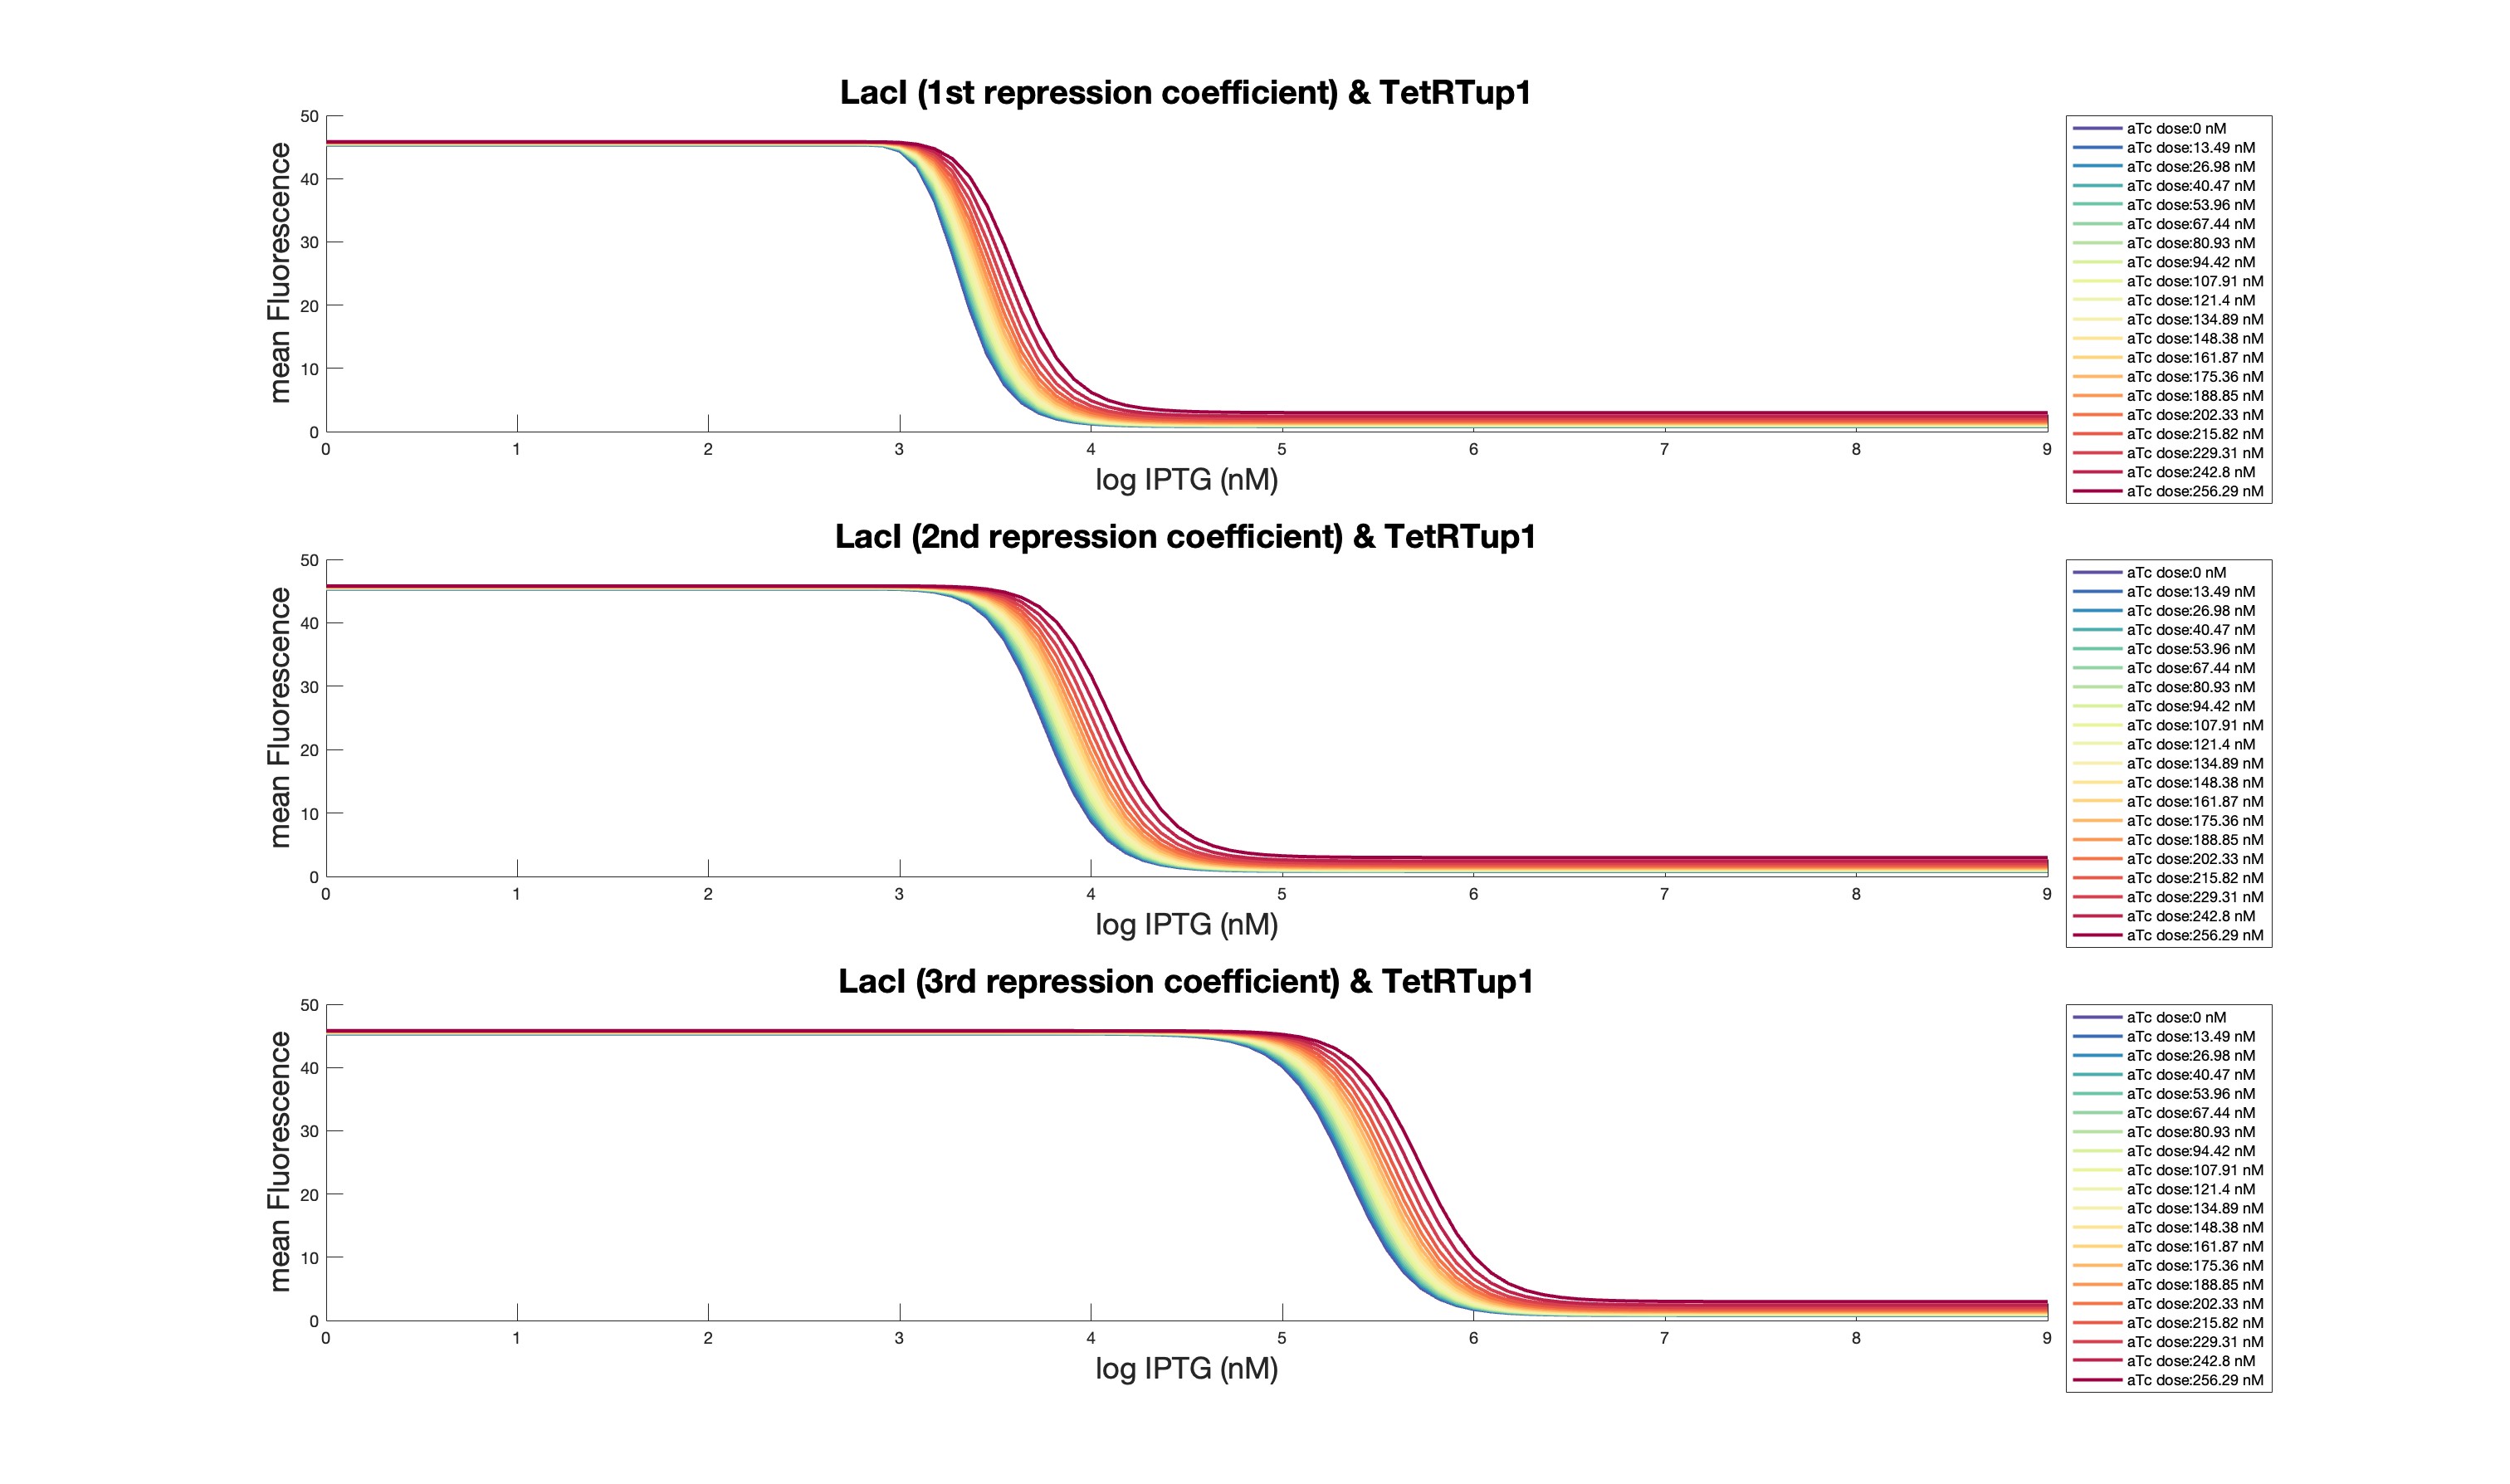 LacI (1st repression coefficient) & TetRTup1
mean Fluorescence
50
40
30
20
10
0
0 1 2 3 4 5 6 7 8 9
log IPTG (nM)
aTc dose:0 nM
aTc dose:13.49 nM
aTc dose:26.98 nM
aTc dose:40.47 nM
aTc dose:53.96 nM
aTc dose:67.44 nM
aTc dose:80.93 nM
aTc dose:94.42 nM
aTc dose:107.91 nM
aTc dose:121.4 nM
aTc dose:134.89 nM
aTc dose:148.38 nM
aTc dose:161.87 nM
aTc dose:175.36 nM
aTc dose:188.85 nM
aTc dose:202.33 nM
aTc dose:215.82 nM
aTc dose:229.31 nM
aTc dose:242.8 nM
aTc dose:256.29 nM
LacI (2nd repression coefficient) & TetRTup1
mean Fluorescence
50
40
30
20
10
0
0 1 2 3 4 5 6 7 8 9
log IPTG (nM)
aTc dose:0 nM
aTc dose:13.49 nM
aTc dose:26.98 nM
aTc dose:40.47 nM
aTc dose:53.96 nM
aTc dose:67.44 nM
aTc dose:80.93 nM
aTc dose:94.42 nM
aTc dose:107.91 nM
aTc dose:121.4 nM
aTc dose:134.89 nM
aTc dose:148.38 nM
aTc dose:161.87 nM
aTc dose:175.36 nM
aTc dose:188.85 nM
aTc dose:202.33 nM
aTc dose:215.82 nM
aTc dose:229.31 nM
aTc dose:242.8 nM
aTc dose:256.29 nM
LacI (3rd repression coefficient) & TetRTup1
mean Fluorescence
50
40
30
20
10
0
0 1 2 3 4 5 6 7 8 9
log IPTG (nM)
aTc dose:0 nM
aTc dose:13.49 nM
aTc dose:26.98 nM
aTc dose:40.47 nM
aTc dose:53.96 nM
aTc dose:67.44 nM
aTc dose:80.93 nM
aTc dose:94.42 nM
aTc dose:107.91 nM
aTc dose:121.4 nM
aTc dose:134.89 nM
aTc dose:148.38 nM
aTc dose:161.87 nM
aTc dose:175.36 nM
aTc dose:188.85 nM
aTc dose:202.33 nM
aTc dose:215.82 nM
aTc dose:229.31 nM
aTc dose:242.8 nM
aTc dose:256.29 nM